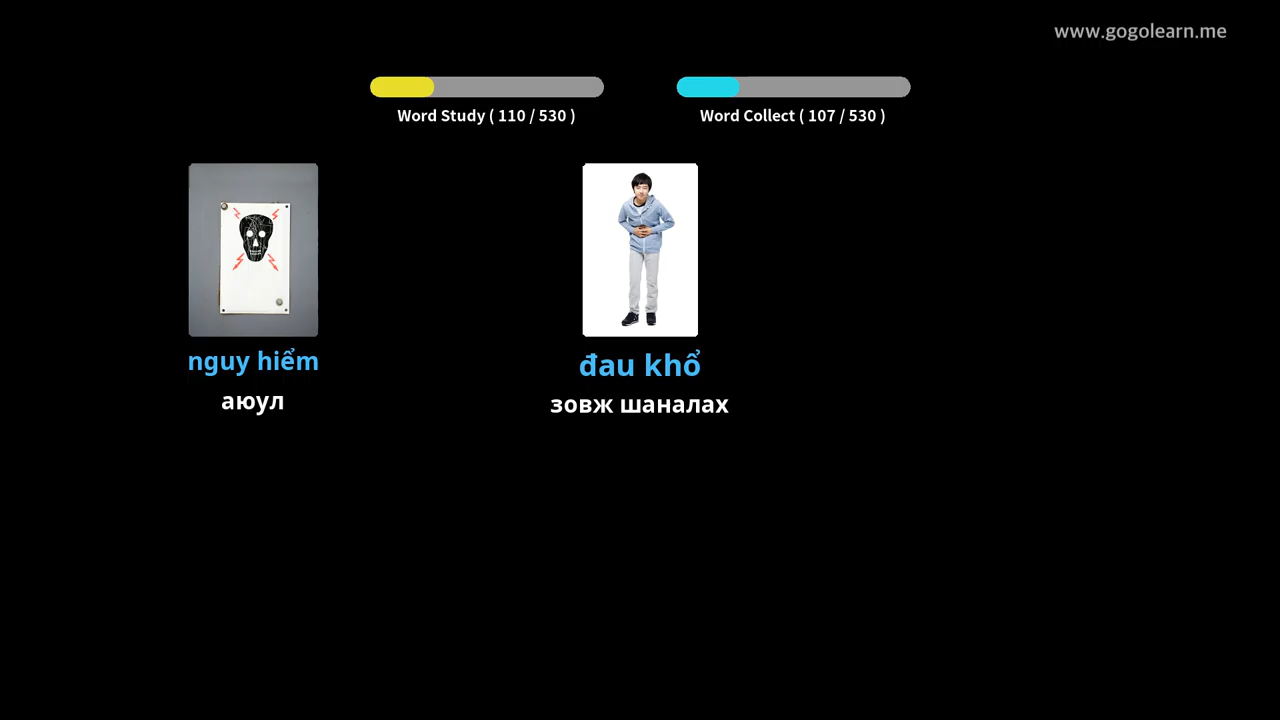 www.gogolearn.me
Word Study ( 110 / 530 )
Word Collect ( 107 / 530 )
nguy hiểm
аюул
đau khổ
зовж шаналах